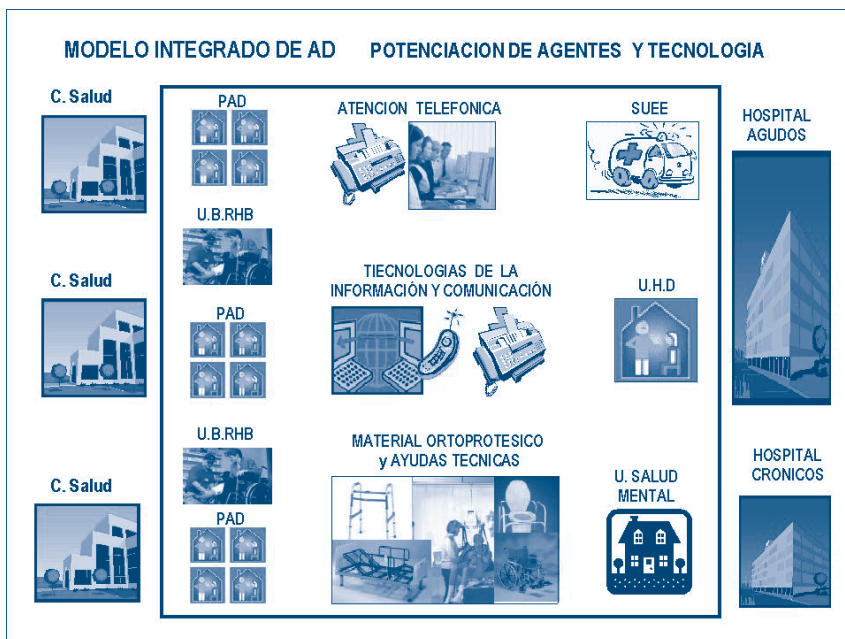 MODELO INTEGRADO DE AD POTENCIACION DE AGENTES Y TECNOLOGIA
C. Salud
C. Salud
C. Salud
PAD
U.B.RHB
PAD
U.B.RHB
PAD
ATENCION TELEFÓNICA
TIECNOLOGIAS DE LA
INFORMACIÓN Y COMUNICACIÓN
MATERIAL ORTOPROTESICO
y AYUDAS TECNICAS
SUEE
U.H.D
U. SALUD
MENTAL
HOSPITAL
AGUDOS
HOSPITAL
CRONICOS